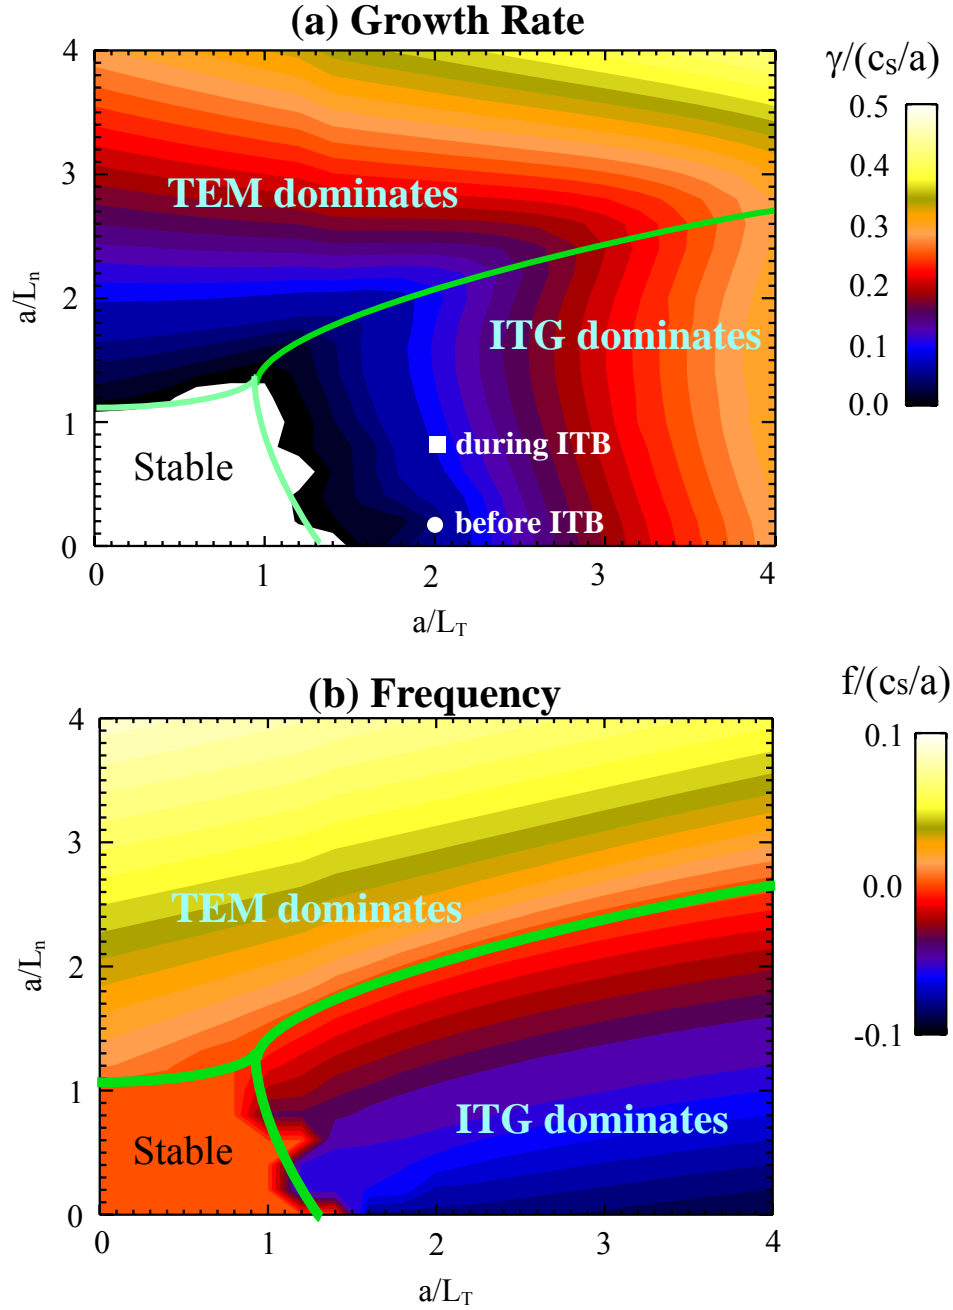 (a) Growth Rate
γ/(cs/a)
4
3
2
1
0
a/Ln
TEM dominates
ITG dominates
during ITB
before ITB
Stable
0 1 2 3 4
a/LT
0.5
0.4
0.3
0.2
0.1
0.0
(b) Frequency
f/(cs/a)
4
3
2
1
0
a/Ln
TEM dominates
ITG dominates
Stable
0 1 2 3 4
a/LT
0.1
0.0
-0.1